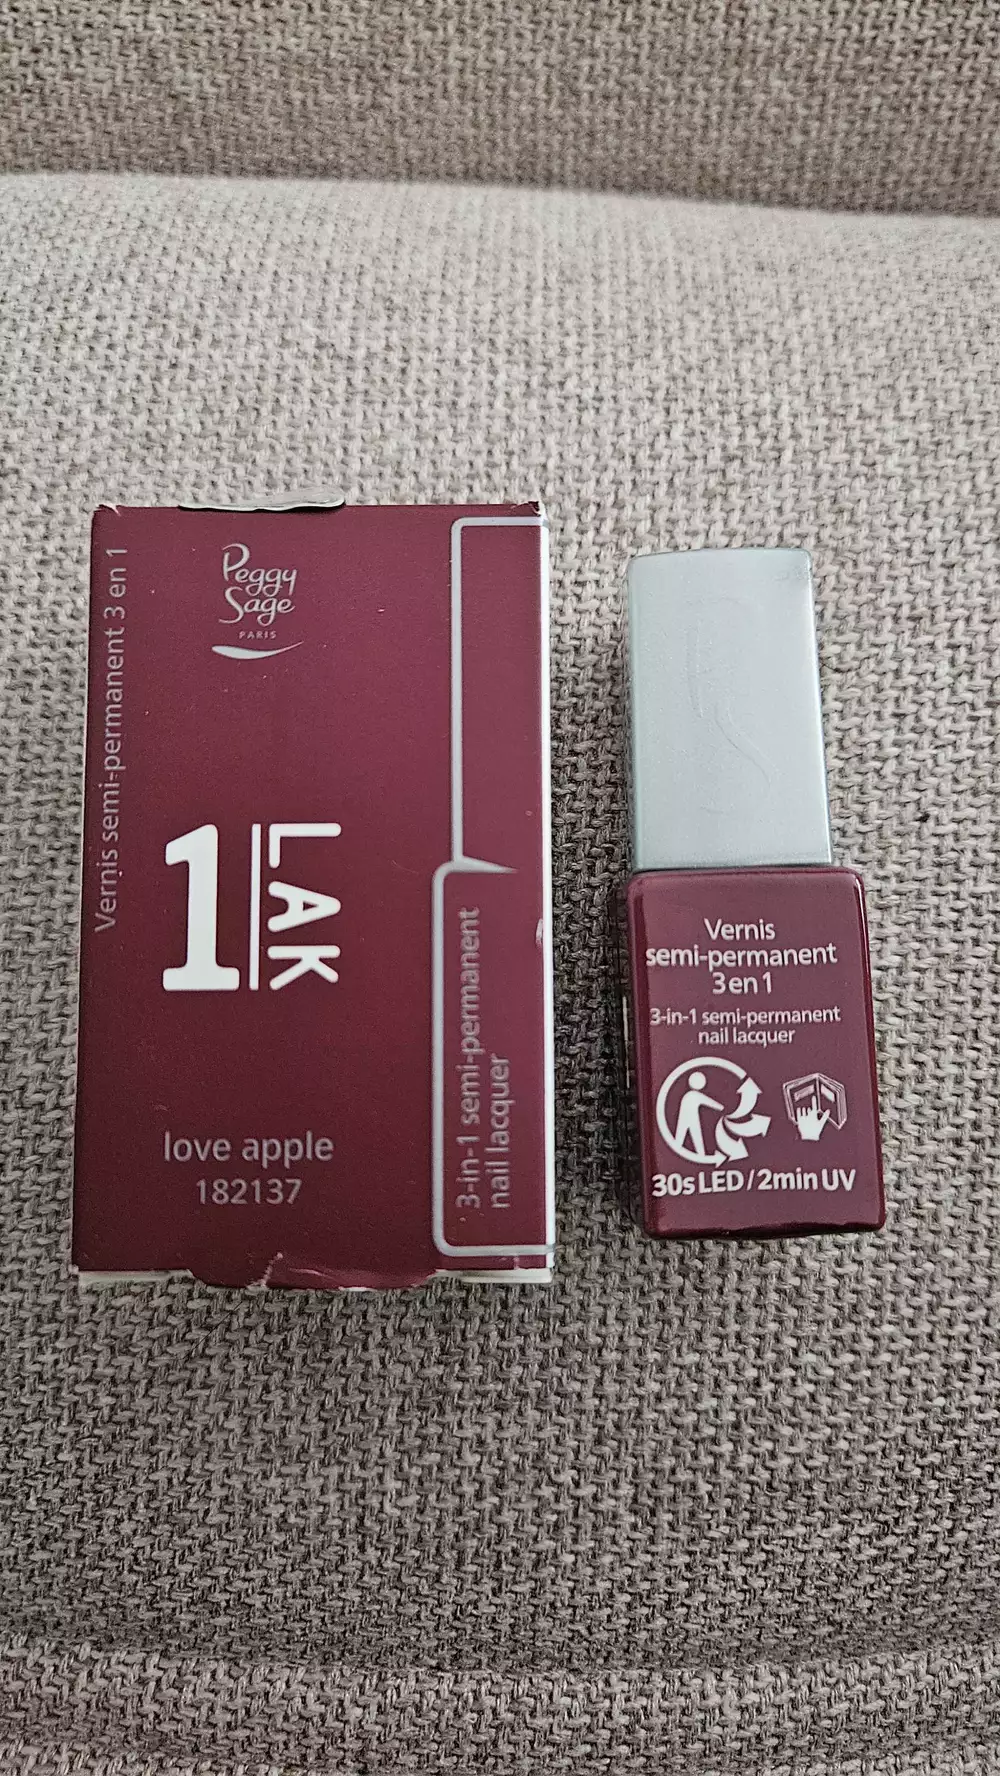 Vernis semi-permanent 3 en 1
Peggy
Sage
PARIS
1
LAK
love apple
182137
3-in-1 semi-permanent
nail lacquer
Vernis
semi-permanent
3 en 1
3-in-1 semi-permanent
nail lacquer
30s LED / 2min UV